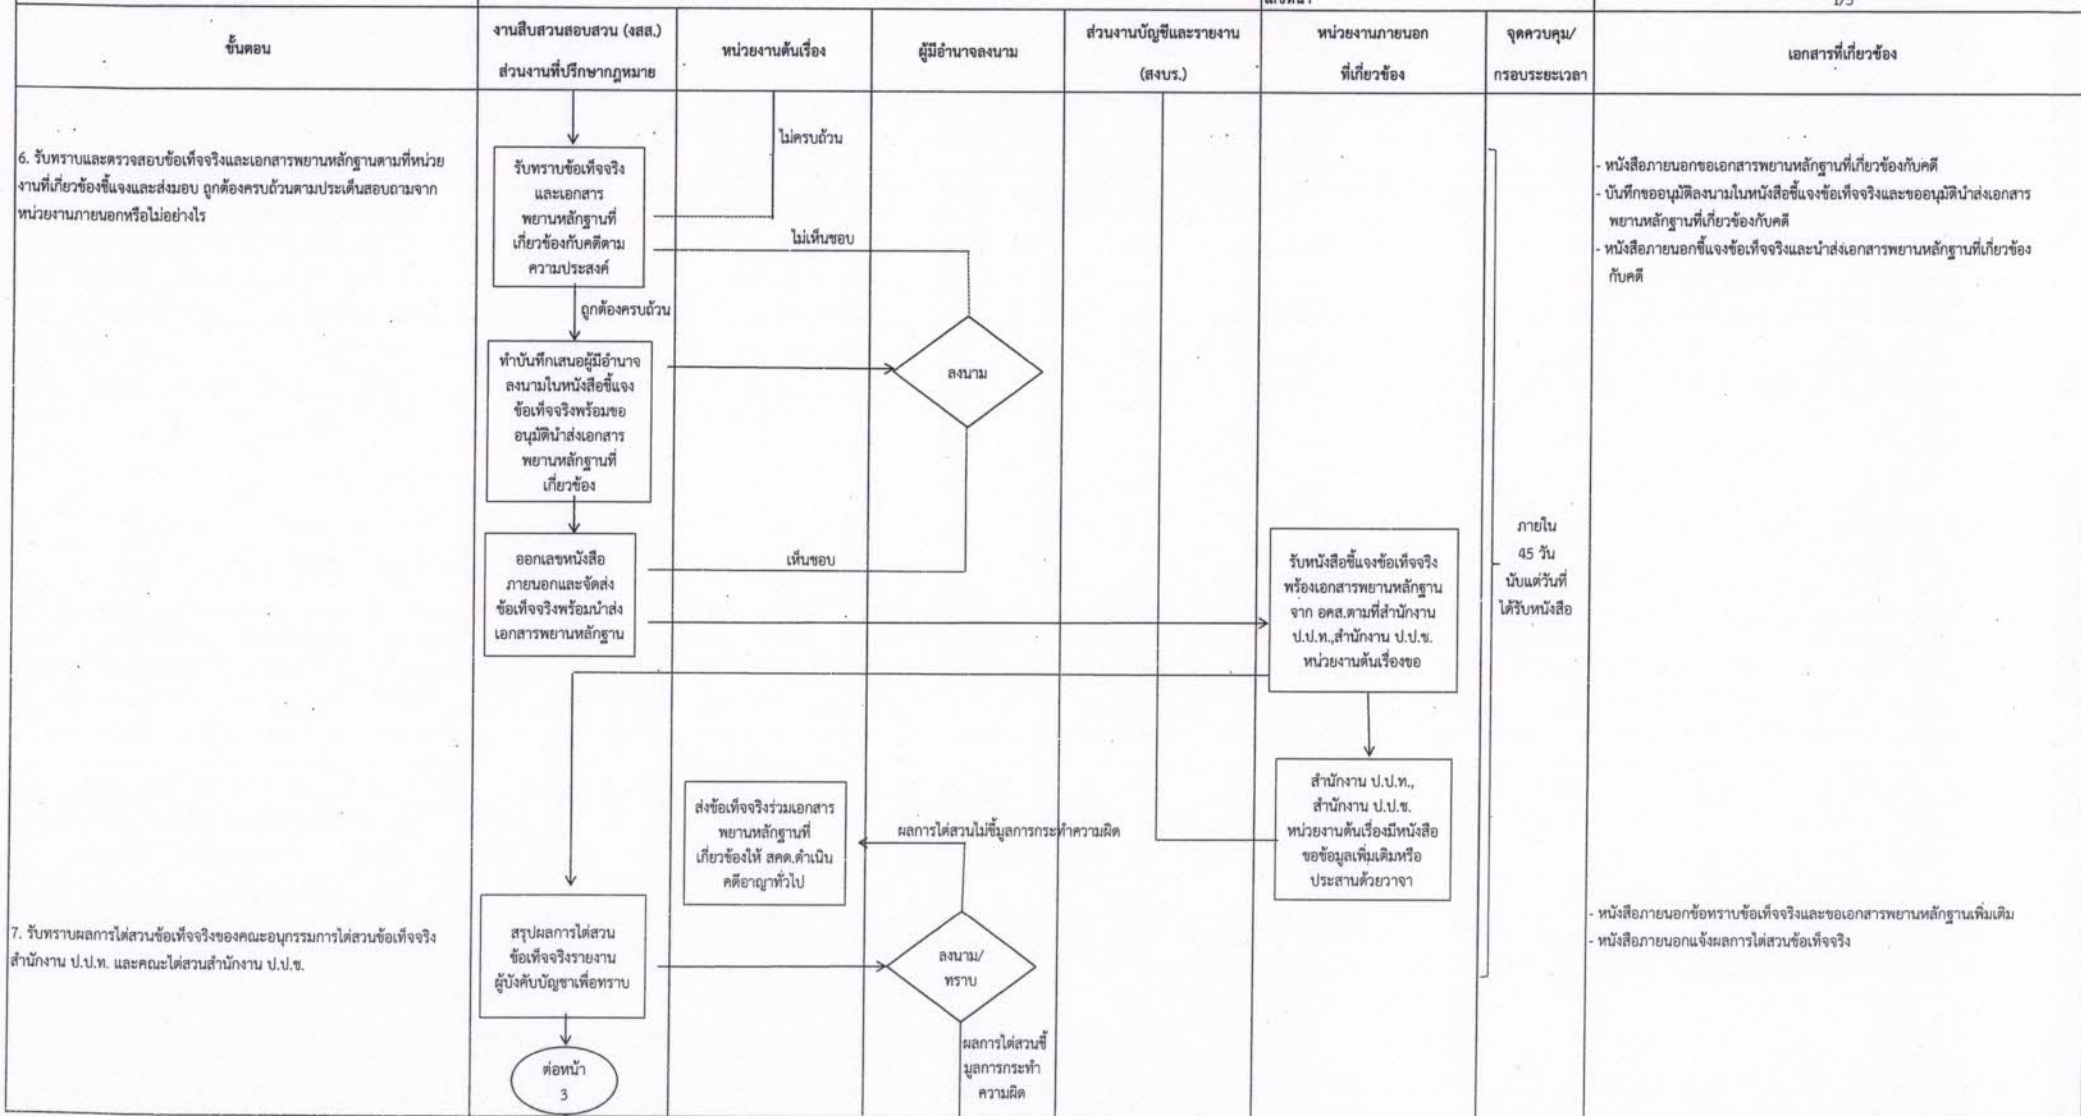 เลขหน้า
1/5
ขั้นตอน
งานสืบสวนสอบสวน (งสส.)
ส่วนงานที่ปรึกษากฎหมาย
หน่วยงานต้นเรื่อง
ผู้มีอำนาจลงนาม
ส่วนงานบัญชีและรายงาน
(สงบร.)
หน่วยงานภายนอก
ที่เกี่ยวข้อง
จุดควบคุม/
กรอบระยะเวลา
เอกสารที่เกี่ยวข้อง
6. รับทราบและตรวจสอบข้อเท็จจริงและเอกสารพยานหลักฐานตามที่หน่วย
งานที่เกี่ยวข้องชี้แจงและส่งมอบ ถูกต้องครบถ้วนตามประเด็นสอบถามจาก
หน่วยงานภายนอกหรือไม่อย่างไร
รับทราบข้อเท็จจริง
และเอกสาร
พยานหลักฐานที่
เกี่ยวข้องกับคดีตาม
ความประสงค์
ไม่ครบถ้วน
ไม่เห็นชอบ
ถูกต้องครบถ้วน
ทำบันทึกเสนอผู้มีอำนาจ
ลงนามในหนังสือชี้แจง
ข้อเท็จจริงพร้อมขอ
อนุมัตินำส่งเอกสาร
พยานหลักฐานที่
เกี่ยวข้อง
ลงนาม
ออกเลขหนังสือ
ภายนอกและจัดส่ง
ข้อเท็จจริงพร้อมนำส่ง
เอกสารพยานหลักฐาน
เห็นชอบ
รับหนังสือชี้แจงข้อเท็จจริง
พร้องเอกสารพยานหลักฐาน
จาก อคส.ตามที่สำนักงาน
ป.ป.ท.,สำนักงาน ป.ป.ช.
หน่วยงานต้นเรื่องขอ
ภายใน
45 วัน
นับแต่วันที่
ได้รับหนังสือ
- หนังสือภายนอกขอเอกสารพยานหลักฐานที่เกี่ยวข้องกับคดี
- บันทึกขออนุมัติลงนามในหนังสือชี้แจงข้อเท็จจริงและขออนุมัตินำส่งเอกสาร
พยานหลักฐานที่เกี่ยวข้องกับคดี
- หนังสือภายนอกชี้แจงข้อเท็จจริงและนำส่งเอกสารพยานหลักฐานที่เกี่ยวข้อง
กับคดี
สำนักงาน ป.ป.ท.,
สำนักงาน ป.ป.ช.
หน่วยงานต้นเรื่องมีหนังสือ
ขอข้อมูลเพิ่มเติมหรือ
ประสานด้วยวาจา
ส่งข้อเท็จจริงร่วมเอกสาร
พยานหลักฐานที่
เกี่ยวข้องให้ สคด.ดำเนิน
คดีอาญาทั่วไป
ผลการไต่สวนไม่ชี้มูลการกระทำความผิด
7. รับทราบผลการไต่สวนข้อเท็จจริงของคณะอนุกรรมการไต่สวนข้อเท็จจริง
สำนักงาน ป.ป.ท. และคณะไต่สวนสำนักงาน ป.ป.ช.
สรุปผลการไต่สวน
ข้อเท็จจริงรายงาน
ผู้บังคับบัญชาเพื่อทราบ
ลงนาม/
ทราบ
- หนังสือภายนอกข้อทราบข้อเท็จจริงและขอเอกสารพยานหลักฐานเพิ่มเติม
- หนังสือภายนอกแจ้งผลการไต่สวนข้อเท็จจริง
ผลการไต่สวนชี้
มูลการกระทำ
ความผิด
ต่อหน้า
3